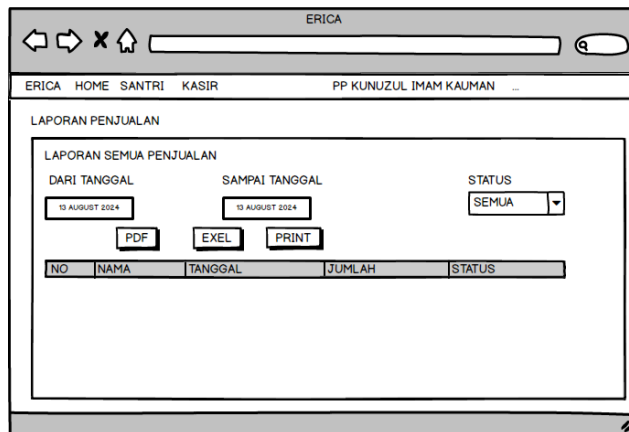 ERICA
ERICA HOME SANTRI KASIR PP KUNUZUL IMAM KAUMAN ...
LAPORAN PENJUALAN
LAPORAN SEMUA PENJUALAN
DARI TANGGAL SAMPAI TANGGAL STATUS
13 AUGUST 2024 13 AUGUST 2024 SEMUA
PDF EXEL PRINT
NO NAMA TANGGAL JUMLAH STATUS